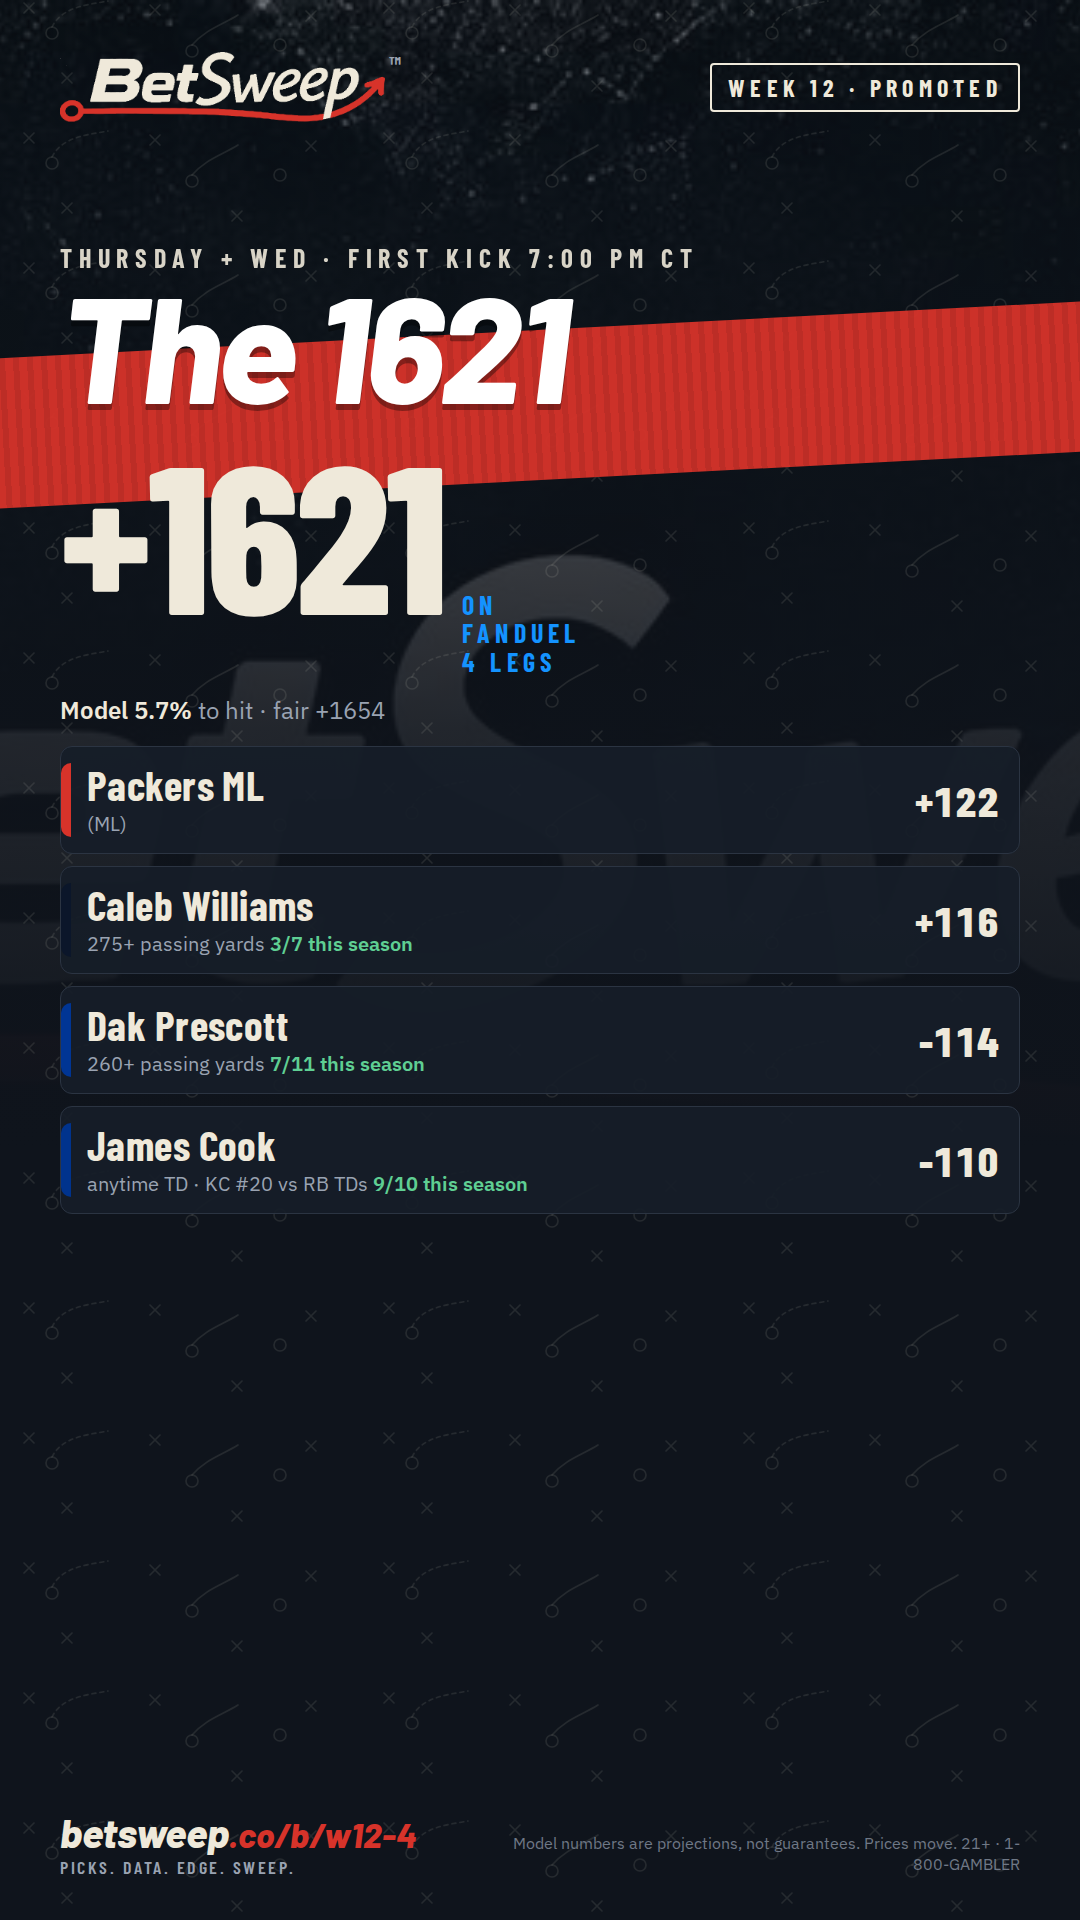 BetSweep™
WEEK 12 · PROMOTED
THURSDAY + WED · FIRST KICK 7:00 PM CT
The 1621
+1621
ON
FANDUEL
4 LEGS
Model 5.7% to hit · fair +1654
Packers ML
(ML)
+122
Caleb Williams
275+ passing yards 3/7 this season
+116
Dak Prescott
260+ passing yards 7/11 this season
-114
James Cook
anytime TD · KC #20 vs RB TDs 9/10 this season
-110
betsweep.co/b/w12-4
PICKS. DATA. EDGE. SWEEP.
Model numbers are projections, not guarantees. Prices move. 21+ · 1-
800-GAMBLER